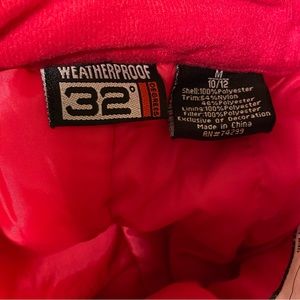 WEATHERPROOF
32°
DEGREES
M
10/12
Shell:100%Polyester
Trim:54%Nylon
46%Polyester
Lining:100%Polyester
Filler:100%Polyester
Exclusive of Decoration
Made in China
RN#74299